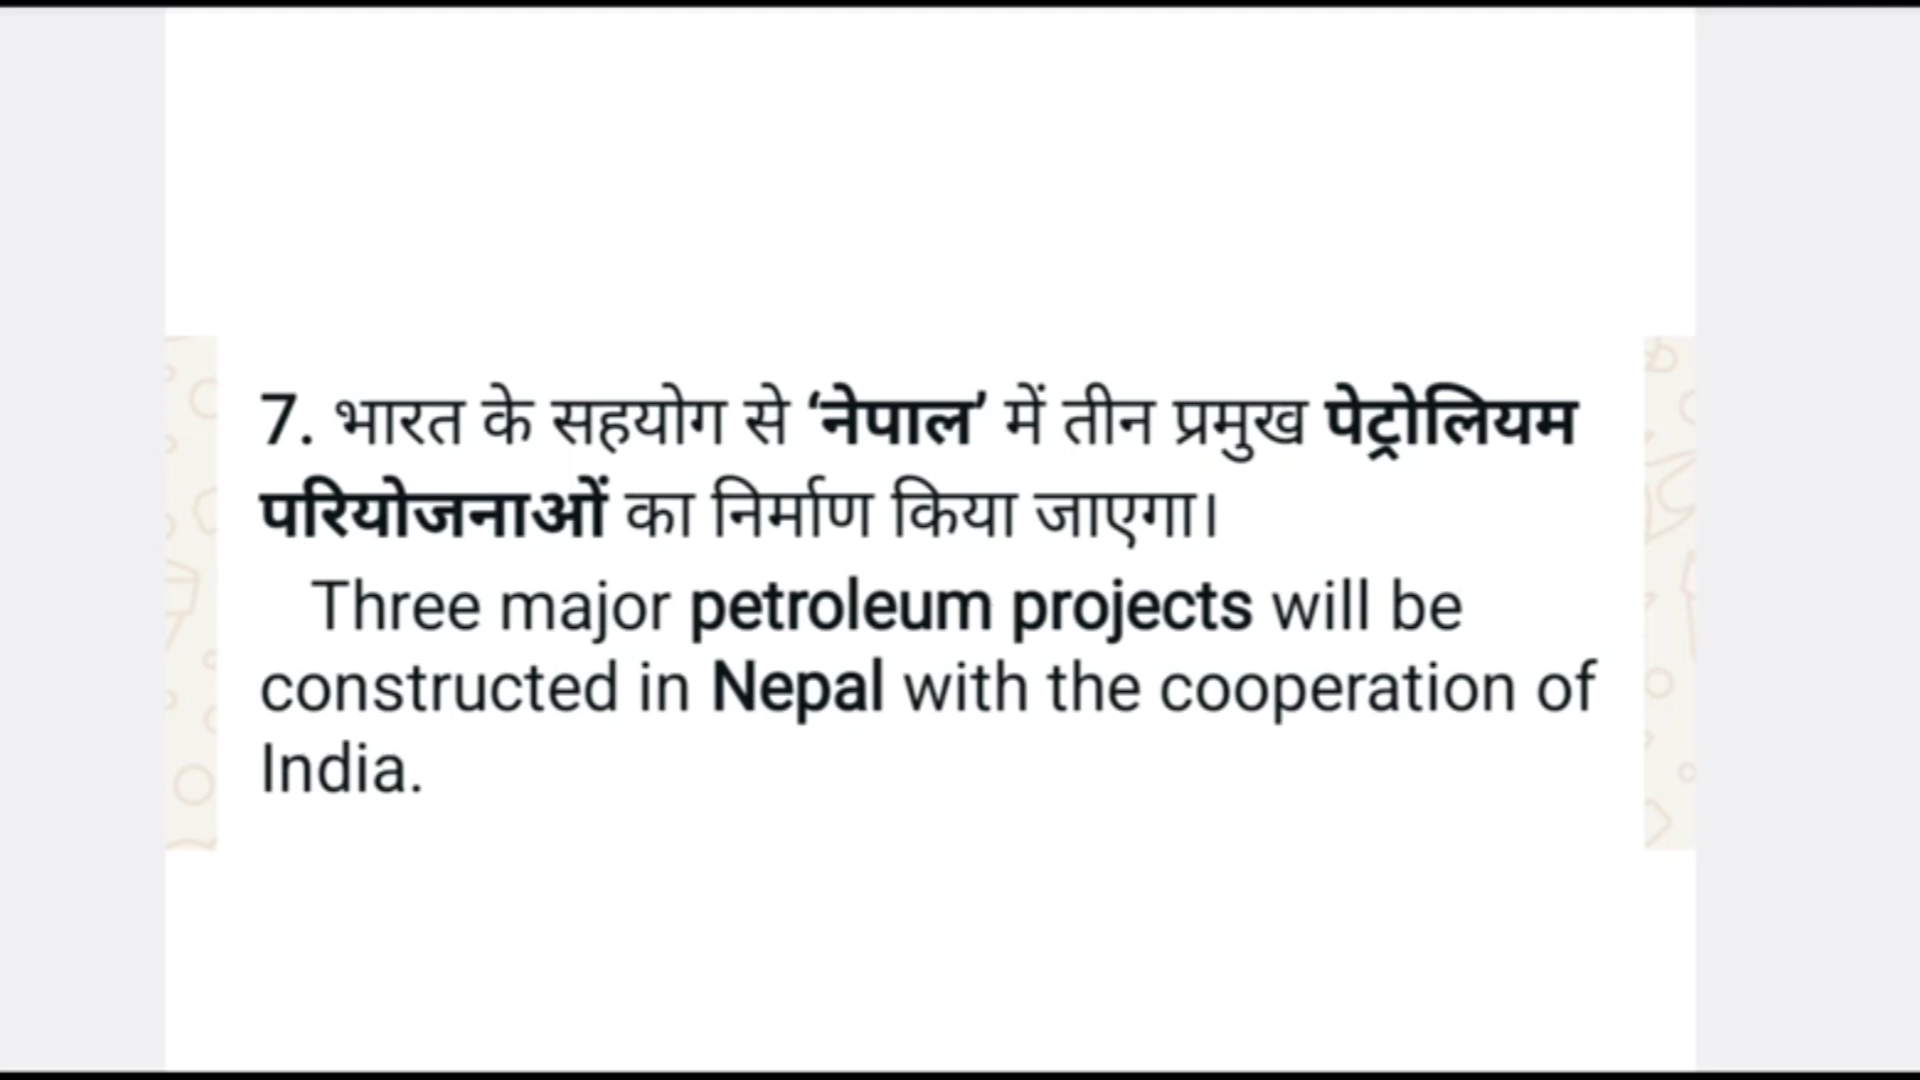 7. भारत के सहयोग से ‘नेपाल’ में तीन प्रमुख पेट्रोलियम
परियोजनाओं का निर्माण किया जाएगा।
Three major petroleum projects will be
constructed in Nepal with the cooperation of
India.